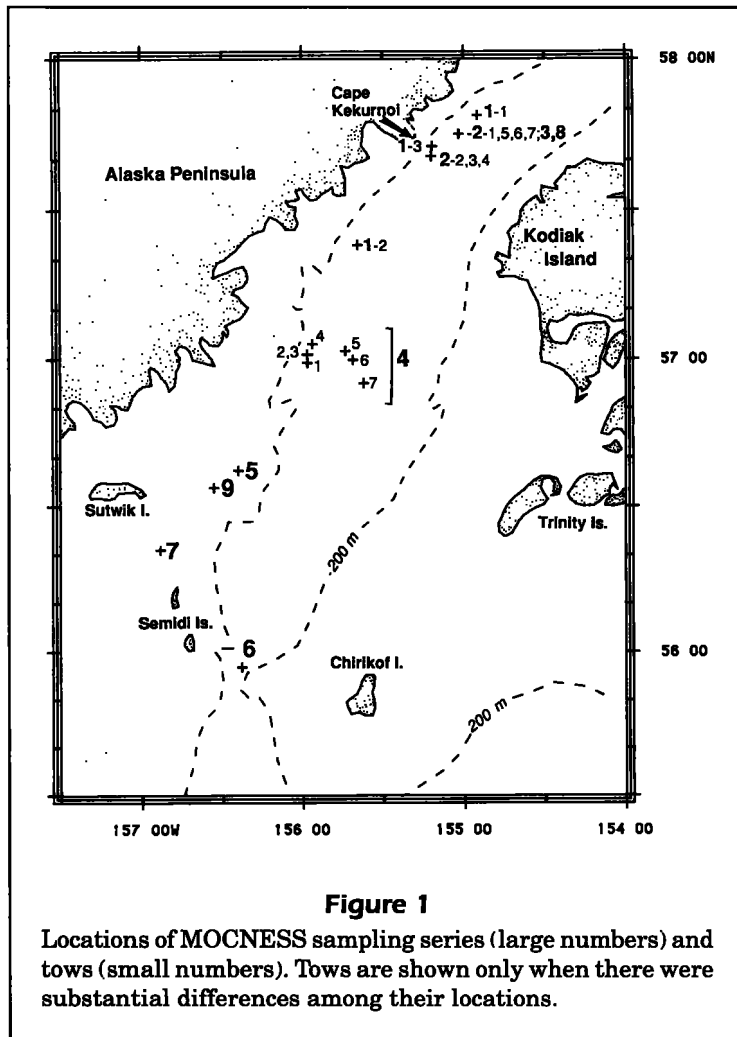 58 00N
Cape
Kekurnoi
1-1
-2-1,5,6,7;3,8
1-3
2-2,3,4
Alaska Peninsula
Kodiak
Island
1-2
4
2,3
1
5
6
7
4
57 00
5
9
Sutwik I.
Trinity Is.
7
200 m
Semidi Is.
6
56 00
Chirikof I.
200 m
157 00W
156 00
155 00
154 00
Figure 1
Locations of MOCNESS sampling series (large numbers) and
tows (small numbers). Tows are shown only when there were
substantial differences among their locations.